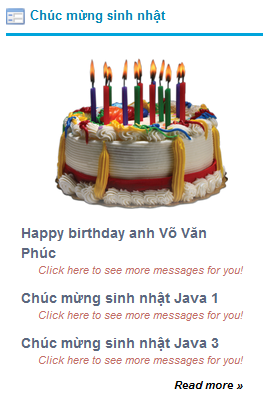 Chúc mừng sinh nhật
Happy birthday anh Võ Văn
Phúc
Click here to see more messages for you!
Chúc mừng sinh nhật Java 1
Click here to see more messages for you!
Chúc mừng sinh nhật Java 3
Click here to see more messages for you!
Read more »